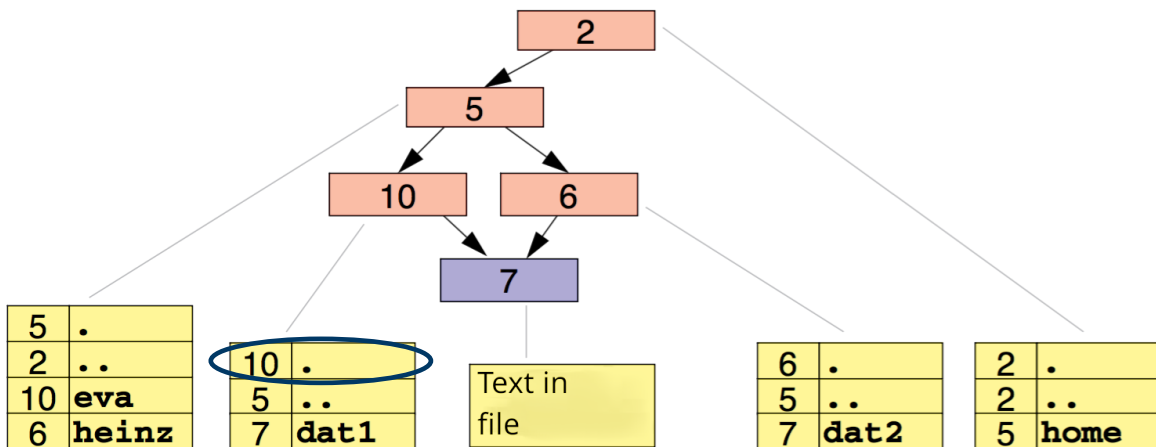 2
5
10 6
7
5 .
2 ..
10 eva
6 heinz
10 .
5 ..
7 dat1
Text in
file
6 .
5 ..
7 dat2
2 .
2 ..
5 home